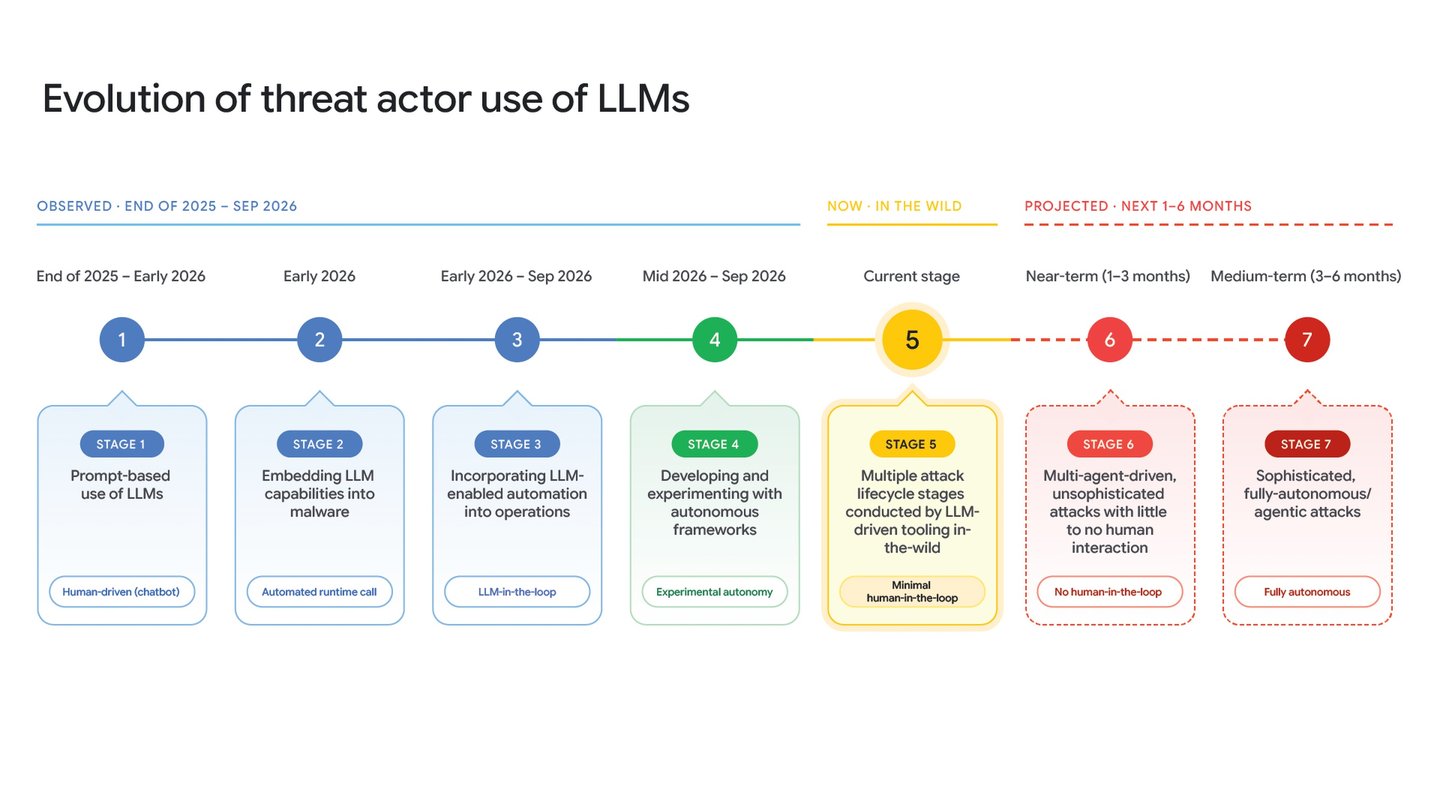 Evolution of threat actor use of LLMs
OBSERVED · END OF 2025 – SEP 2026
NOW · IN THE WILD
PROJECTED · NEXT 1–6 MONTHS
End of 2025 – Early 2026
Early 2026
Early 2026 – Sep 2026
Mid 2026 – Sep 2026
Current stage
Near-term (1–3 months)
Medium-term (3–6 months)
1
2
3
4
5
6
7
STAGE 1
Prompt-based
use of LLMs
Human-driven (chatbot)
STAGE 2
Embedding LLM
capabilities into
malware
Automated runtime call
STAGE 3
Incorporating LLM-
enabled automation
into operations
LLM-in-the-loop
STAGE 4
Developing and
experimenting with
autonomous
frameworks
Experimental autonomy
STAGE 5
Multiple attack
lifecycle stages
conducted by LLM-
driven tooling in-
the-wild
Minimal
human-in-the-loop
STAGE 6
Multi-agent-driven,
unsophisticated
attacks with little
to no human
interaction
No human-in-the-loop
STAGE 7
Sophisticated,
fully-autonomous/
agentic attacks
Fully autonomous